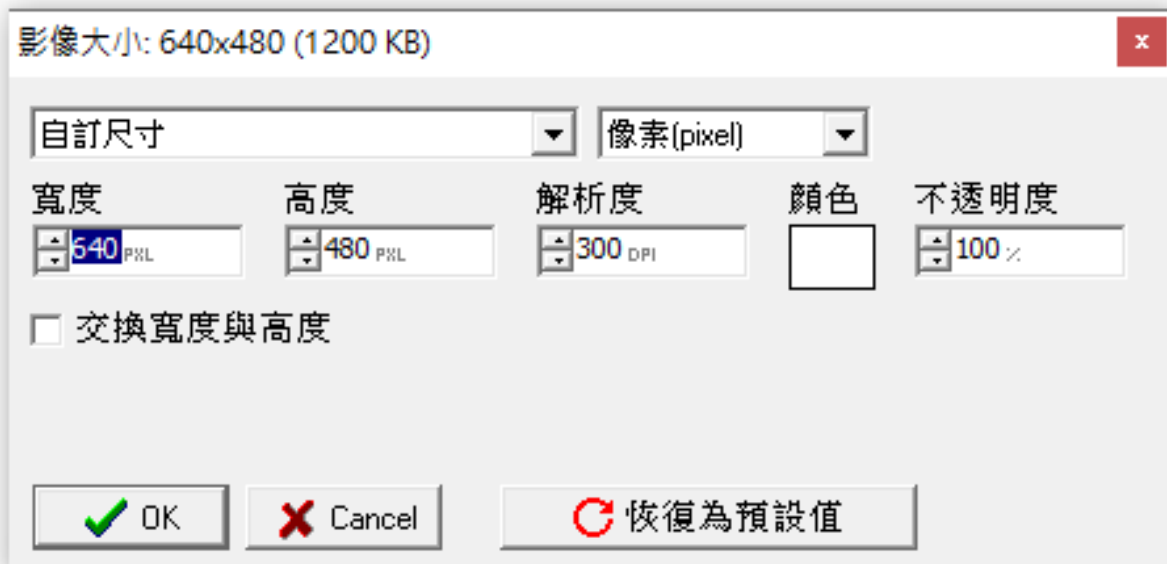 影像大小: 640x480 (1200 KB)
x
自訂尺寸 像素(pixel)
寬度 高度 解析度 顏色 不透明度
640 PXL 480 PXL 300 DPI 100 %
交換寬度與高度
OK Cancel 恢復為預設值